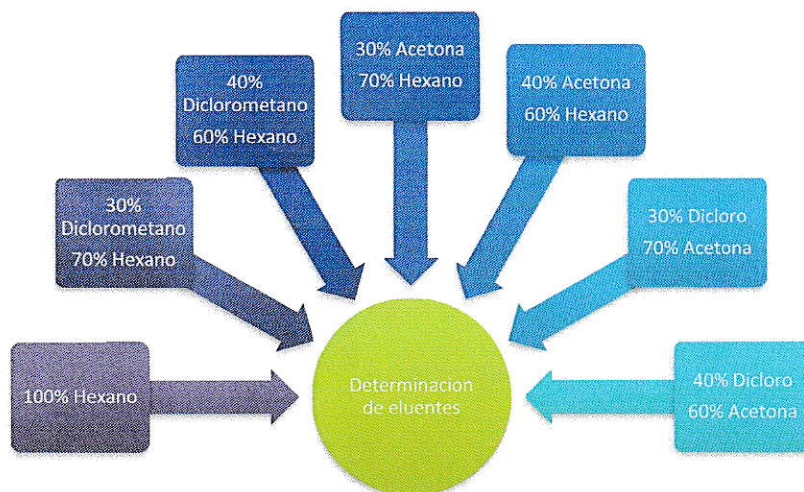 100% Hexano
30%
Diclorometano
70% Hexano
40%
Diclorometano
60% Hexano
30% Acetona
70% Hexano
40% Acetona
60% Hexano
30% Dicloro
70% Acetona
40% Dicloro
60% Acetona
Determinacion
de eluentes